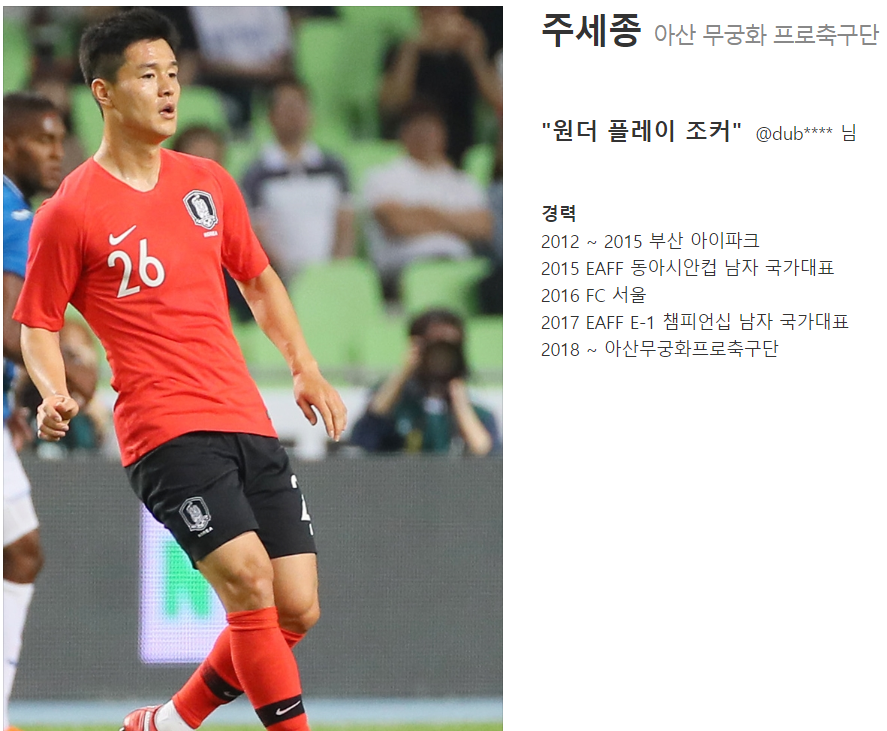 주세종 아산 무궁화 프로축구단
"원더 플레이 조커" @dub**** 님
경력
2012 ~ 2015 부산 아이파크
2015 EAFF 동아시안컵 남자 국가대표
2016 FC 서울
2017 EAFF E-1 챔피언십 남자 국가대표
2018 ~ 아산무궁화프로축구단
26
KOREA
KOREA